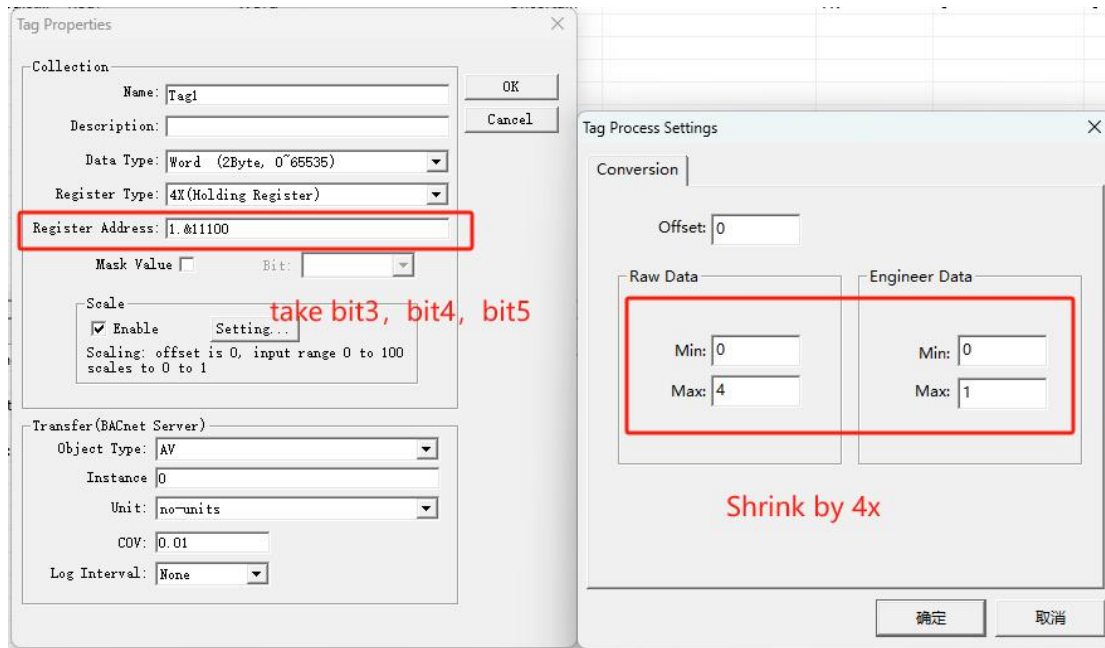 Tag Properties
Collection
Name: Tag1
OK
Description:
Cancel
Data Type: Word (2Byte, 0~65535)
Register Type: 4X(Holding Register)
Register Address: 1.&11100
Mask Value
Bit:
take bit3, bit4, bit5
Scale
Enable
Setting...
Scaling: offset is 0, input range 0 to 100
scales to 0 to 1
Transfer(BACnet Server)
Object Type: AV
Instance 0
Unit: no-units
COV: 0.01
Log Interval: None
Tag Process Settings
Conversion
Offset: 0
Raw Data
Min: 0
Max: 4
Engineer Data
Min: 0
Max: 1
Shrink by 4x
确定
取消